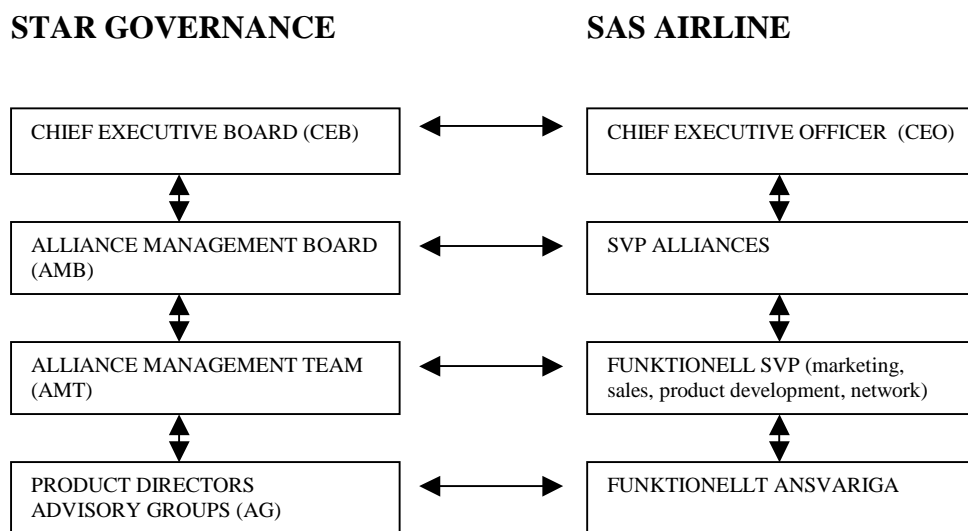 STAR GOVERNANCE
SAS AIRLINE
CHIEF EXECUTIVE BOARD (CEB)
CHIEF EXECUTIVE OFFICER (CEO)
ALLIANCE MANAGEMENT BOARD
(AMB)
SVP ALLIANCES
ALLIANCE MANAGEMENT TEAM
(AMT)
FUNKTIONELL SVP (marketing,
sales, product development, network)
PRODUCT DIRECTORS
ADVISORY GROUPS (AG)
FUNKTIONELLT ANSVARIGA